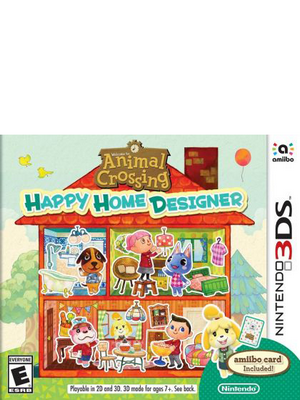 amiibo
Animal
Crossing
HAPPY HOME DESIGNER
NINTENDO 3DS
amiibo card
Included!
Nintendo
E
EVERYONE
ESRB
Playable in 2D and 3D. 3D mode for ages 7+. See back.